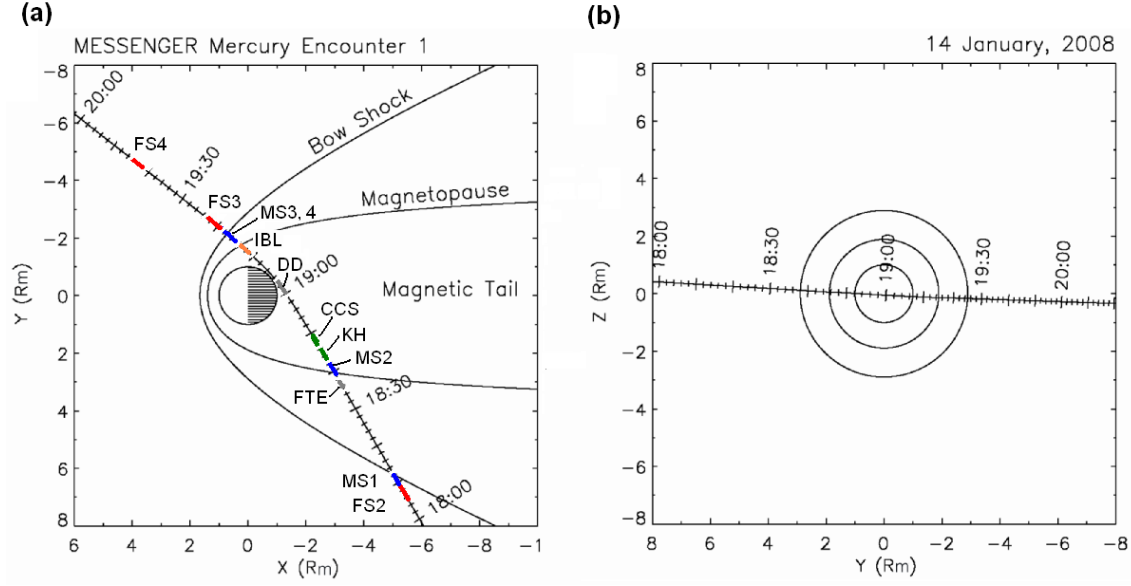 (a)
MESSENGER Mercury Encounter 1
-8
-6
-4
-2
0
2
4
6
8
Y (Rm)
6 4 2 0 -2 -4 -6 -8 -1
X (Rm)
20:00
FS4
19:30
FS3
MS3, 4
IBL
DD
19:00
CCS
KH
MS2
FTE
18:30
MS1
FS2
18:00
Bow Shock
Magnetopause
Magnetic Tail
(b)
14 January, 2008
8
6
4
2
0
-2
-4
-6
-8
Z (Rm)
8 6 4 2 0 -2 -4 -6 -8
Y (Rm)
18:00
18:30
19:00
19:30
20:00